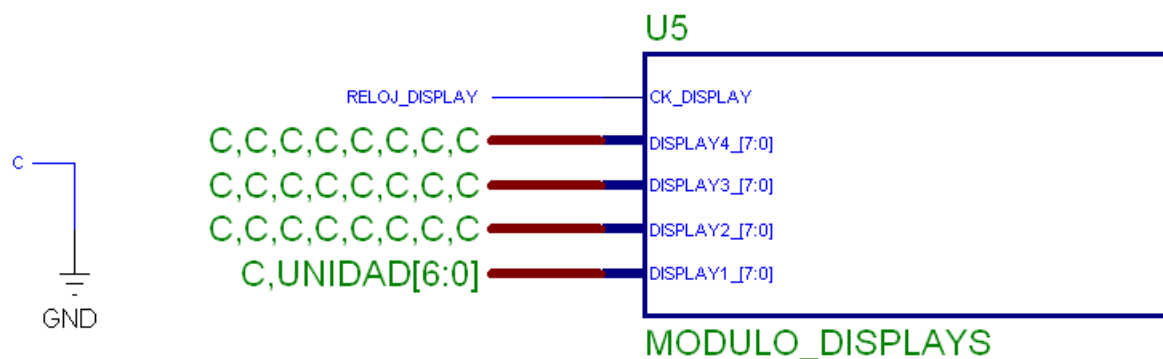 U5
RELOJ_DISPLAY CK_DISPLAY
C,C,C,C,C,C,C,C DISPLAY4_[7:0]
C
C,C,C,C,C,C,C,C DISPLAY3_[7:0]
C,C,C,C,C,C,C,C DISPLAY2_[7:0]
C,UNIDAD[6:0] DISPLAY1_[7:0]
GND
MODULO_DISPLAYS